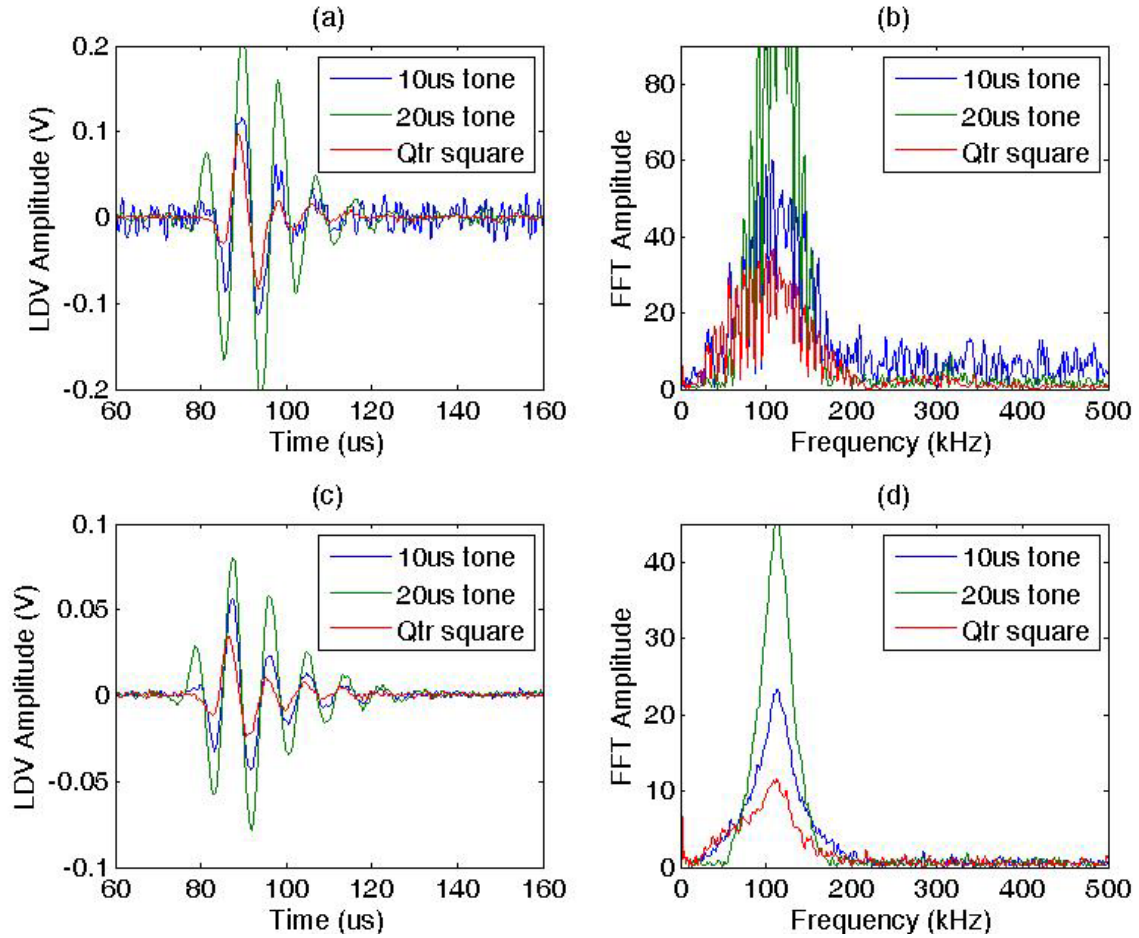 (a)
LDV Amplitude (V)
0.2
0.1
0
-0.1
-0.2
10us tone
20us tone
Qtr square
60 80 100 120 140 160
Time (us)
(b)
FFT Amplitude
80
60
40
20
0
10us tone
20us tone
Qtr square
0 100 200 300 400 500
Frequency (kHz)
(c)
LDV Amplitude (V)
0.1
0.05
0
-0.05
-0.1
10us tone
20us tone
Qtr square
60 80 100 120 140 160
Time (us)
(d)
FFT Amplitude
40
30
20
10
0
10us tone
20us tone
Qtr square
0 100 200 300 400 500
Frequency (kHz)